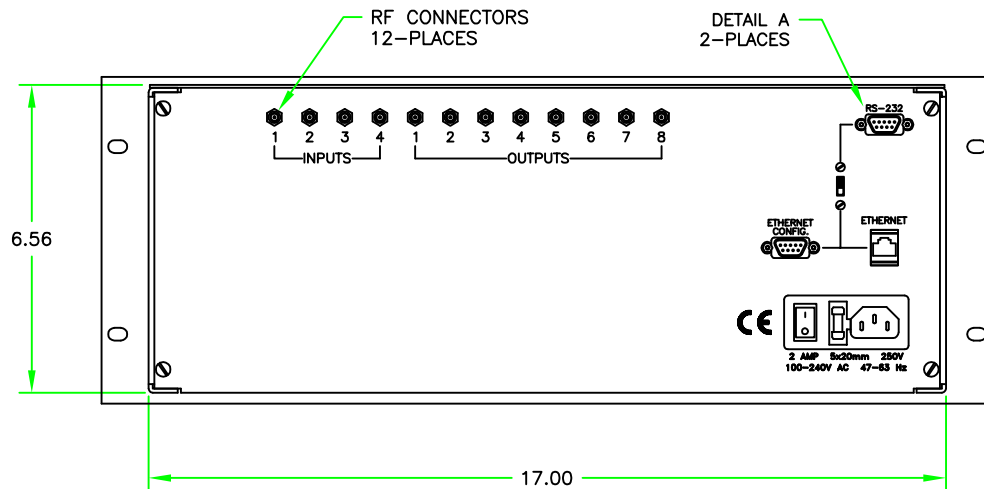 RF CONNECTORS
12-PLACES
DETAIL A
2-PLACES
RS-232
1 2 3 4 1 2 3 4 5 6 7 8
INPUTS OUTPUTS
6.56
ETHERNET
CONFIG.
ETHERNET
CE
2 AMP 5x20mm 250V
100-240V AC 47-63 Hz
17.00